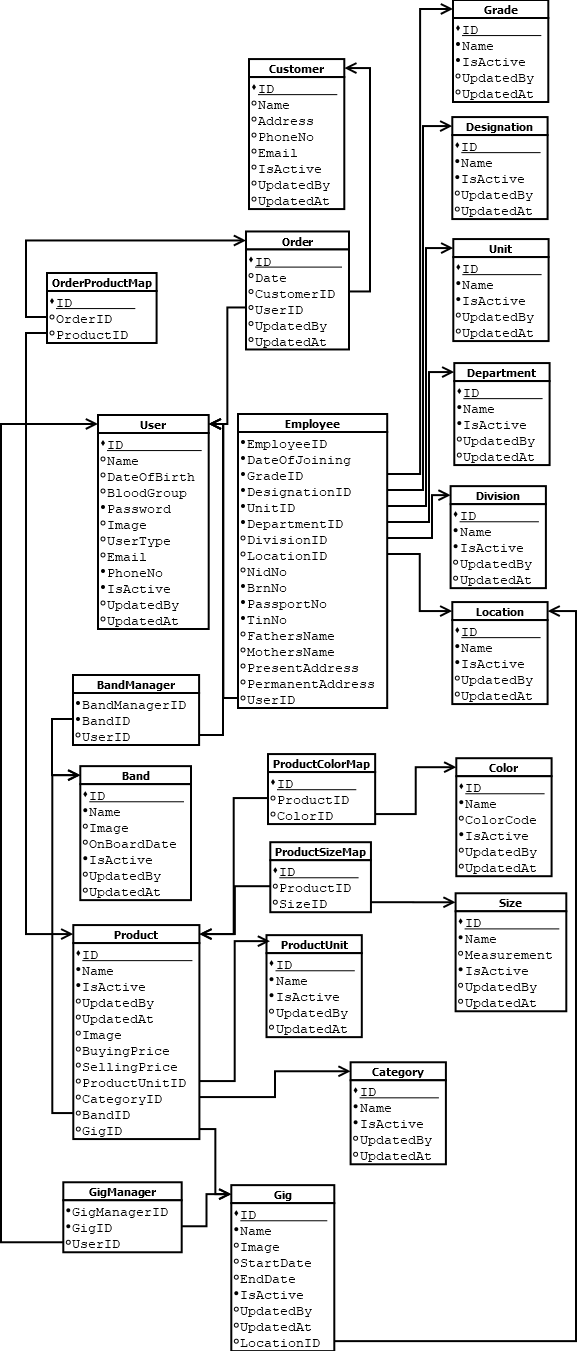 Grade
ID
Name
IsActive
UpdatedBy
UpdatedAt
Customer
ID
Name
Address
PhoneNo
Email
IsActive
UpdatedBy
UpdatedAt
Designation
ID
Name
IsActive
UpdatedBy
UpdatedAt
Order
ID
Date
CustomerID
UserID
UpdatedBy
UpdatedAt
Unit
ID
Name
IsActive
UpdatedBy
UpdatedAt
OrderProductMap
ID
OrderID
ProductID
Department
ID
Name
IsActive
UpdatedBy
UpdatedAt
User
ID
Name
DateOfBirth
BloodGroup
Password
Image
UserType
Email
PhoneNo
IsActive
UpdatedBy
UpdatedAt
Employee
EmployeeID
DateOfJoining
GradeID
DesignationID
UnitID
DepartmentID
DivisionID
LocationID
NidNo
BrnNo
PassportNo
TinNo
FathersName
MothersName
PresentAddress
PermanentAddress
UserID
Division
ID
Name
IsActive
UpdatedBy
UpdatedAt
Location
ID
Name
IsActive
UpdatedBy
UpdatedAt
BandManager
BandManagerID
BandID
UserID
Band
ID
Name
Image
OnBoardDate
IsActive
UpdatedBy
UpdatedAt
ProductColorMap
ID
ProductID
ColorID
Color
ID
Name
ColorCode
IsActive
UpdatedBy
UpdatedAt
ProductSizeMap
ID
ProductID
SizeID
Size
ID
Name
Measurement
IsActive
UpdatedBy
UpdatedAt
Product
ID
Name
IsActive
UpdatedBy
UpdatedAt
Image
BuyingPrice
SellingPrice
ProductUnitID
CategoryID
BandID
GigID
ProductUnit
ID
Name
IsActive
UpdatedBy
UpdatedAt
Category
ID
Name
IsActive
UpdatedBy
UpdatedAt
GigManager
GigManagerID
GigID
UserID
Gig
ID
Name
Image
StartDate
EndDate
IsActive
UpdatedBy
UpdatedAt
LocationID